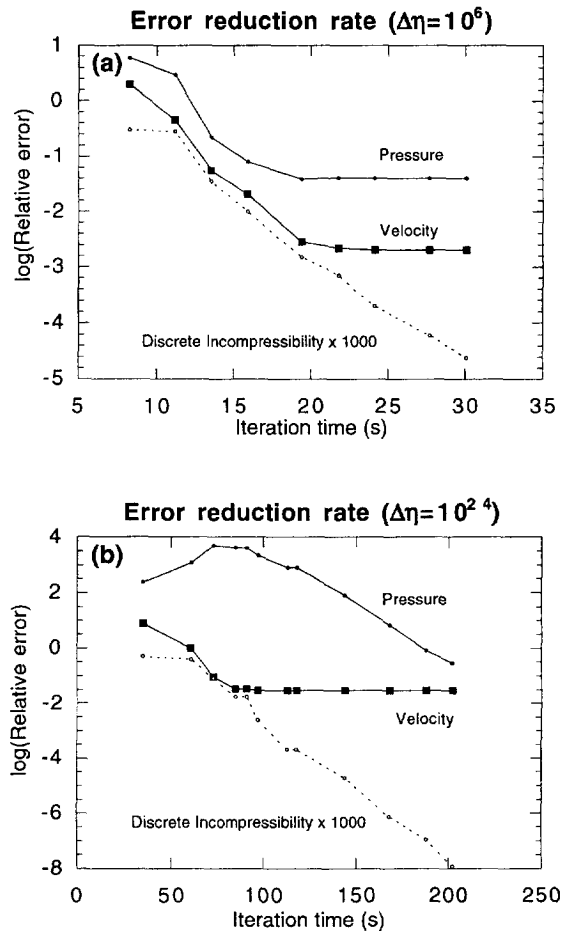 Error reduction rate (Δη=10⁶)
(a)
1
0
-1
-2
-3
-4
-5
log(Relative error)
Pressure
Velocity
Discrete Incompressibility x 1000
5 10 15 20 25 30 35
Iteration time (s)
Error reduction rate (Δη=10²⁴)
(b)
4
2
0
-2
-4
-6
-8
log(Relative error)
Pressure
Velocity
Discrete Incompressibility x 1000
0 50 100 150 200 250
Iteration time (s)